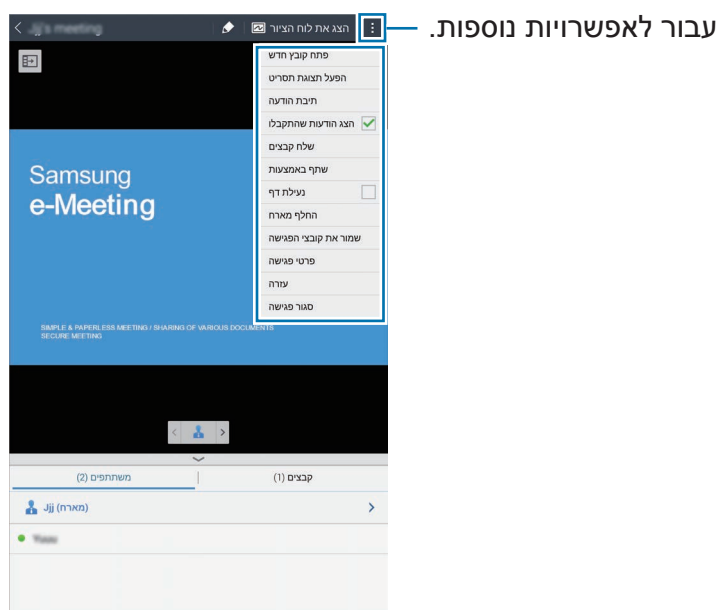 עבור לאפשרויות נוספות.
Jjj's meeting
הצג את לוח הציור
פתח קובץ חדש
הפעל תצוגת תסריט
תיבת הודעה
הצג הודעות שהתקבלו
שלח קבצים
שתף באמצעות
נעילת דף
החלף מארח
שמור את קובצי הפגישה
פרטי פגישה
עזרה
סגור פגישה
Samsung
e-Meeting
SIMPLE & PAPERLESS MEETING / SHARING OF VARIOUS DOCUMENTS
SECURE MEETING
משתתפים (2)
קבצים (1)
Jjj (מארח)